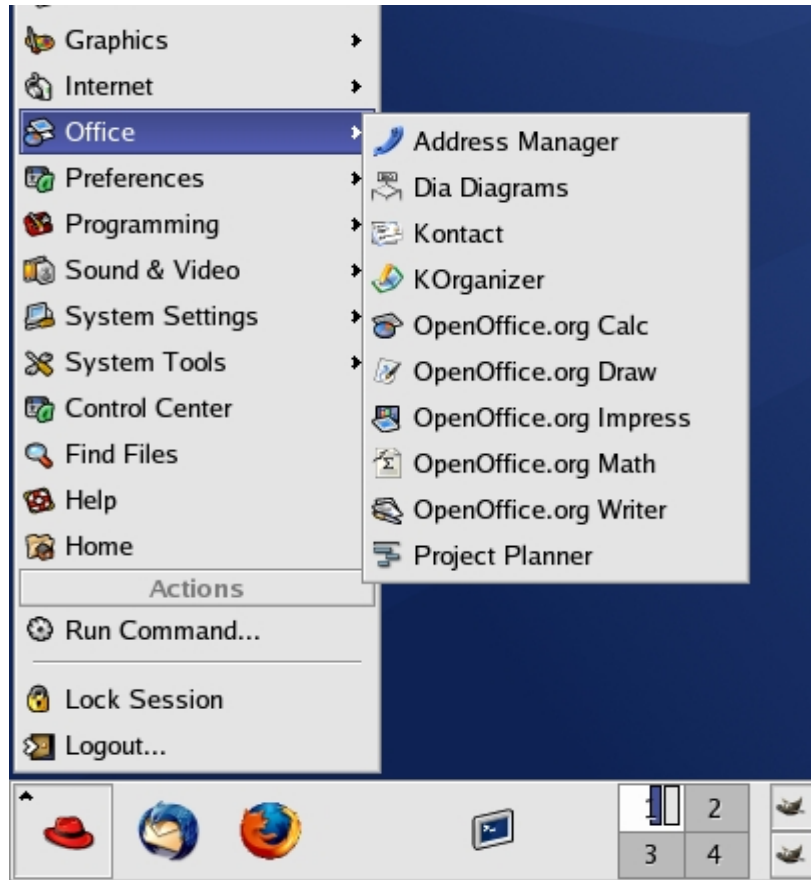 Graphics
Internet
Office
Preferences
Programming
Sound & Video
System Settings
System Tools
Control Center
Find Files
Help
Home
Actions
Run Command...
Lock Session
Logout...
Address Manager
Dia Diagrams
Kontact
KOrganizer
OpenOffice.org Calc
OpenOffice.org Draw
OpenOffice.org Impress
OpenOffice.org Math
OpenOffice.org Writer
Project Planner
1 2
3 4